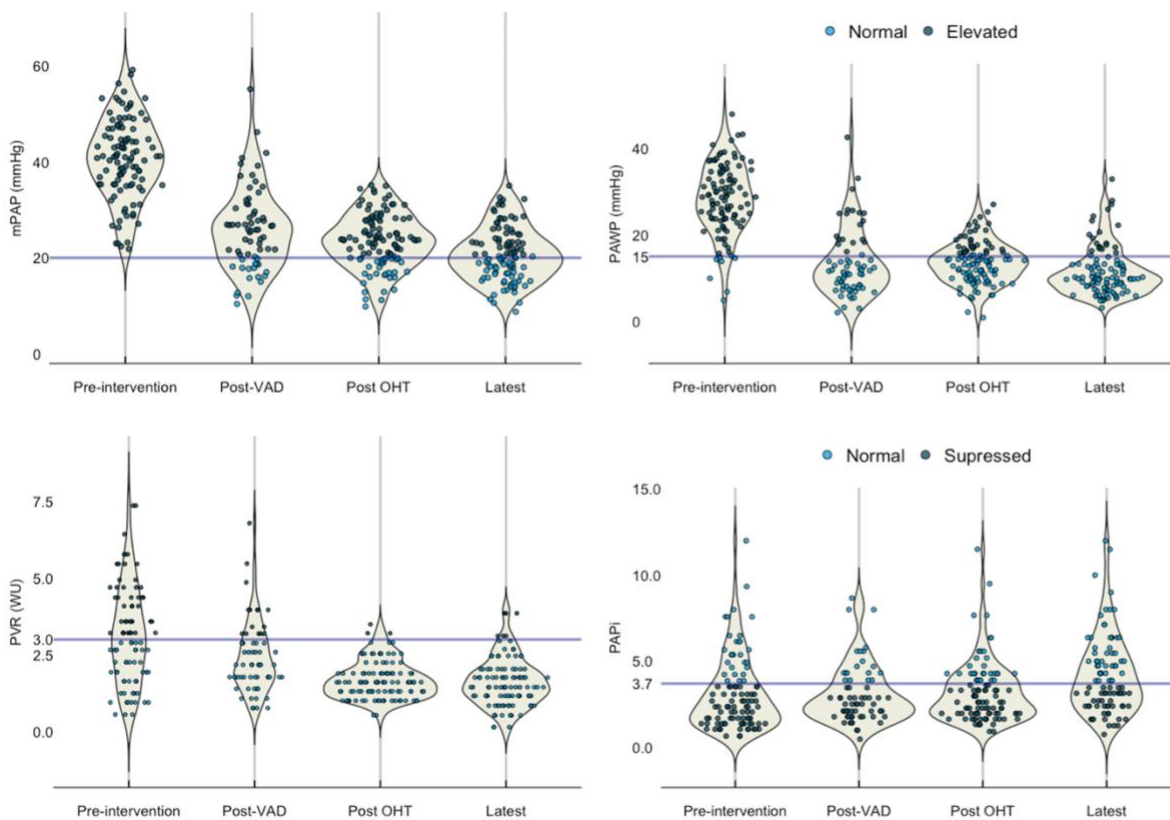 Normal Elevated
mPAP (mmHg)
60
40
20
0
Pre-intervention Post-VAD Post OHT Latest
PAWP (mmHg)
40
20
15
0
Pre-intervention Post-VAD Post OHT Latest
PVR (WU)
7.5
5.0
3.0
2.5
0.0
Pre-intervention Post-VAD Post OHT Latest
Normal Supressed
PAPi
15.0
10.0
5.0
3.7
0.0
Pre-intervention Post-VAD Post OHT Latest